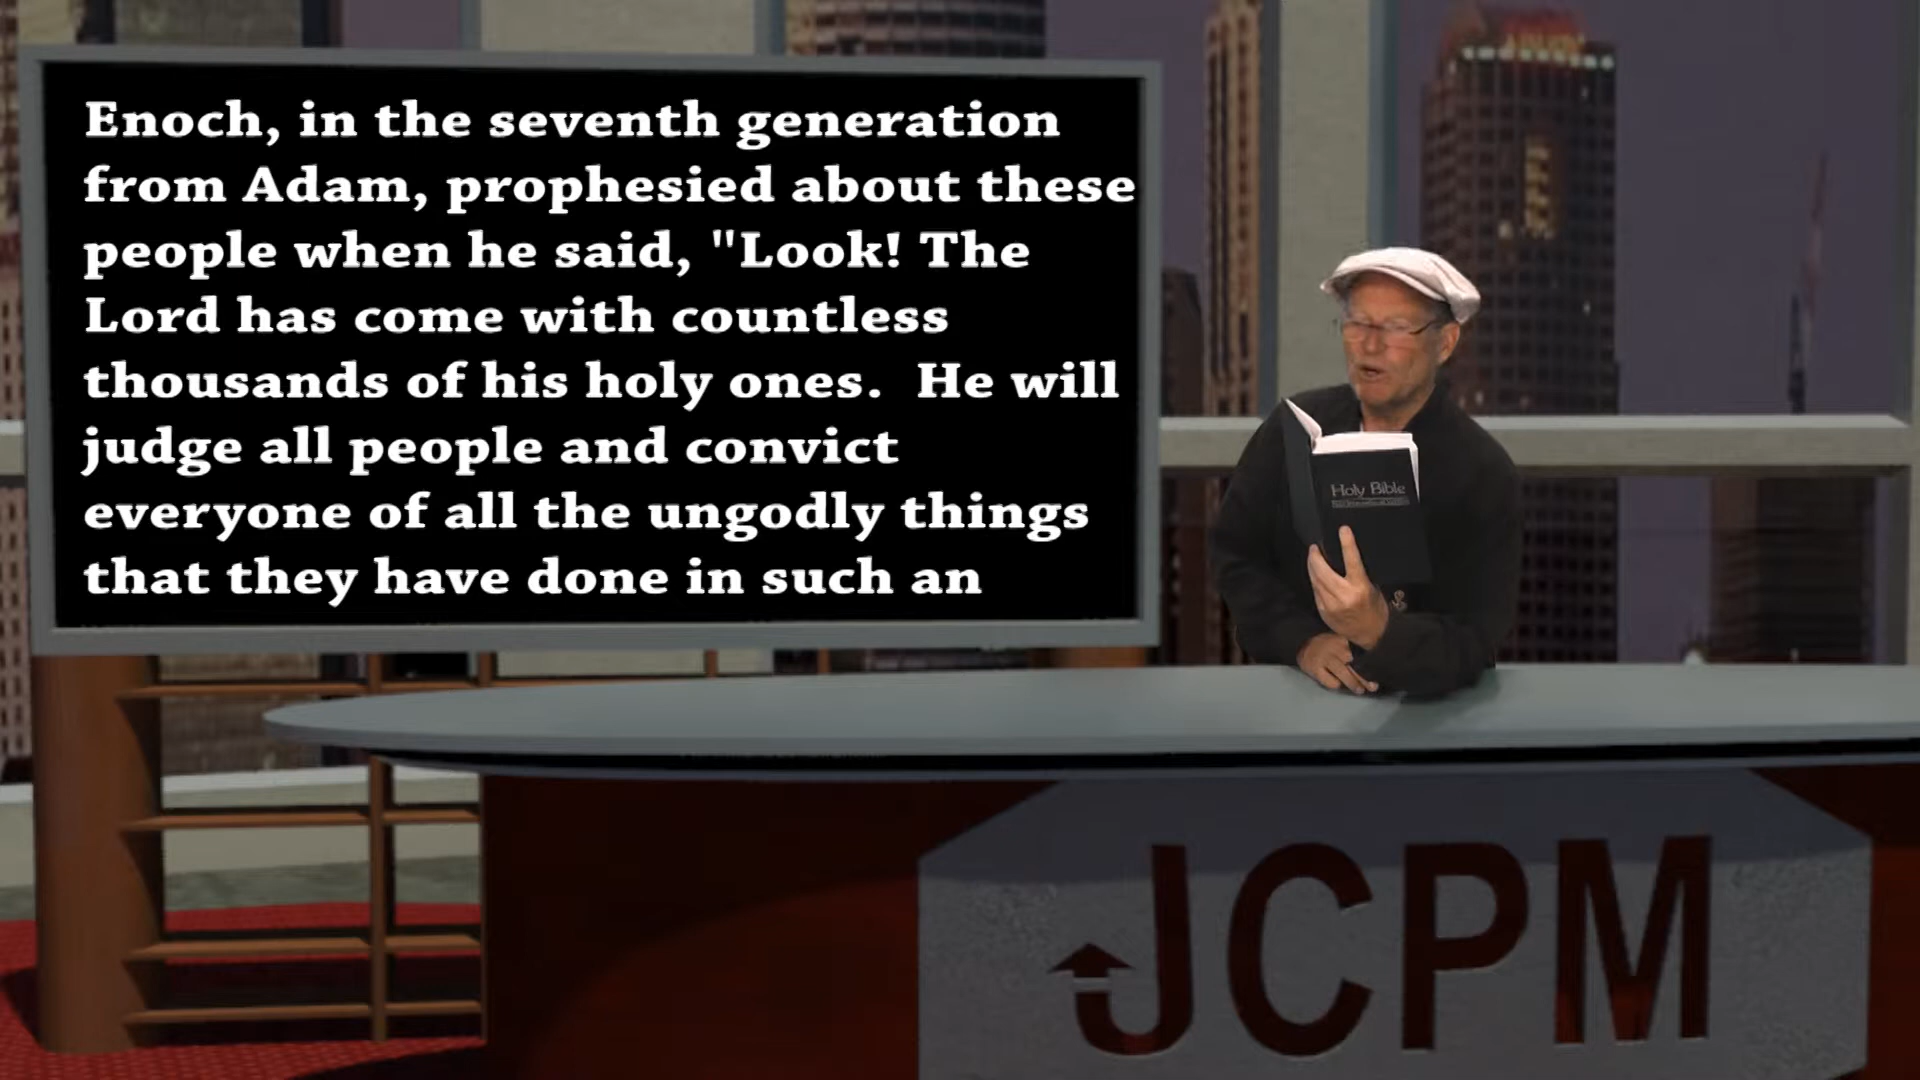 Enoch, in the seventh generation
from Adam, prophesied about these
people when he said, "Look! The
Lord has come with countless
thousands of his holy ones.  He will
judge all people and convict
everyone of all the ungodly things
that they have done in such an
Holy Bible
JCPM